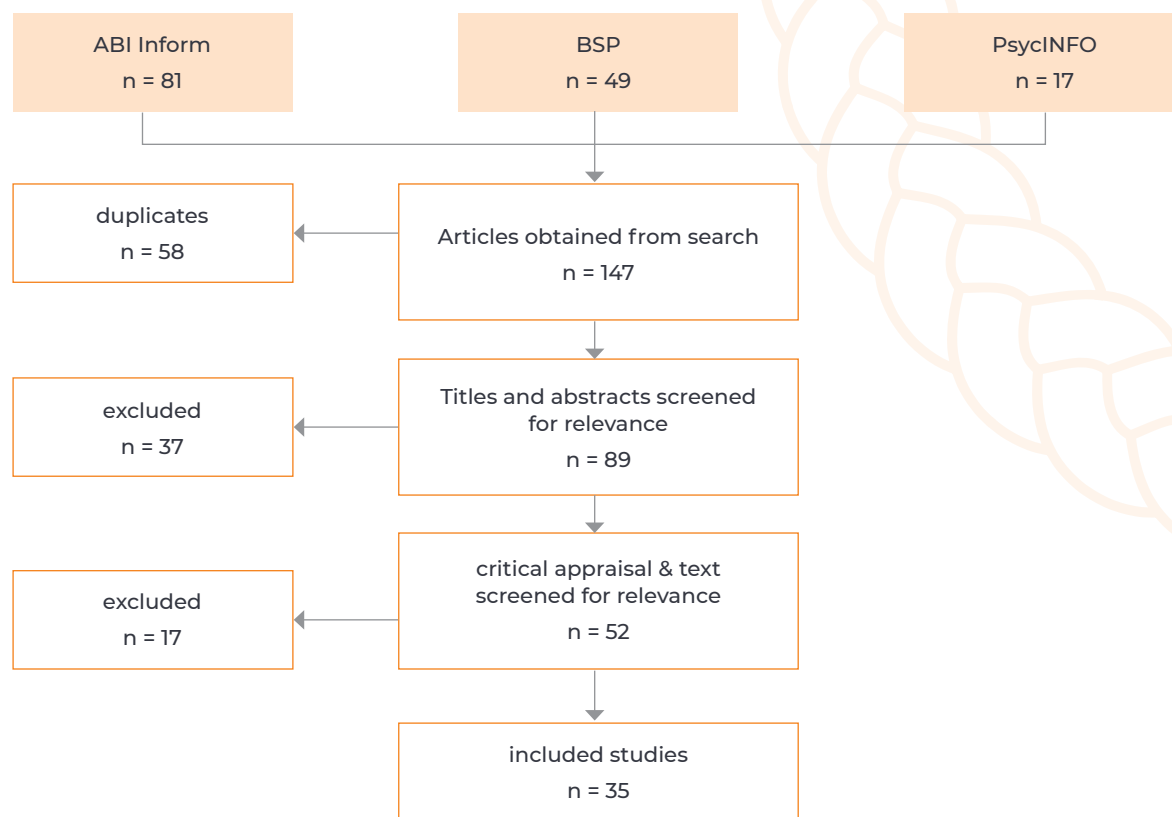 ABI Inform
n = 81
BSP
n = 49
PsycINFO
n = 17
duplicates
n = 58
Articles obtained from search
n = 147
excluded
n = 37
Titles and abstracts screened
for relevance
n = 89
excluded
n = 17
critical appraisal & text
screened for relevance
n = 52
included studies
n = 35